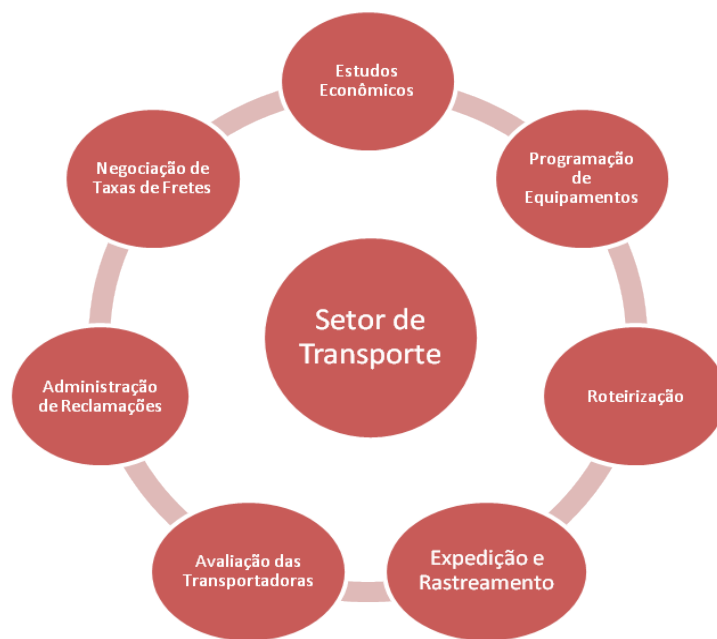 Estudos
Econômicos
Programação
de
Equipamentos
Roteirização
Expedição e
Rastreamento
Avaliação das
Transportadoras
Administração
de Reclamações
Negociação de
Taxas de Fretes
Setor de
Transporte